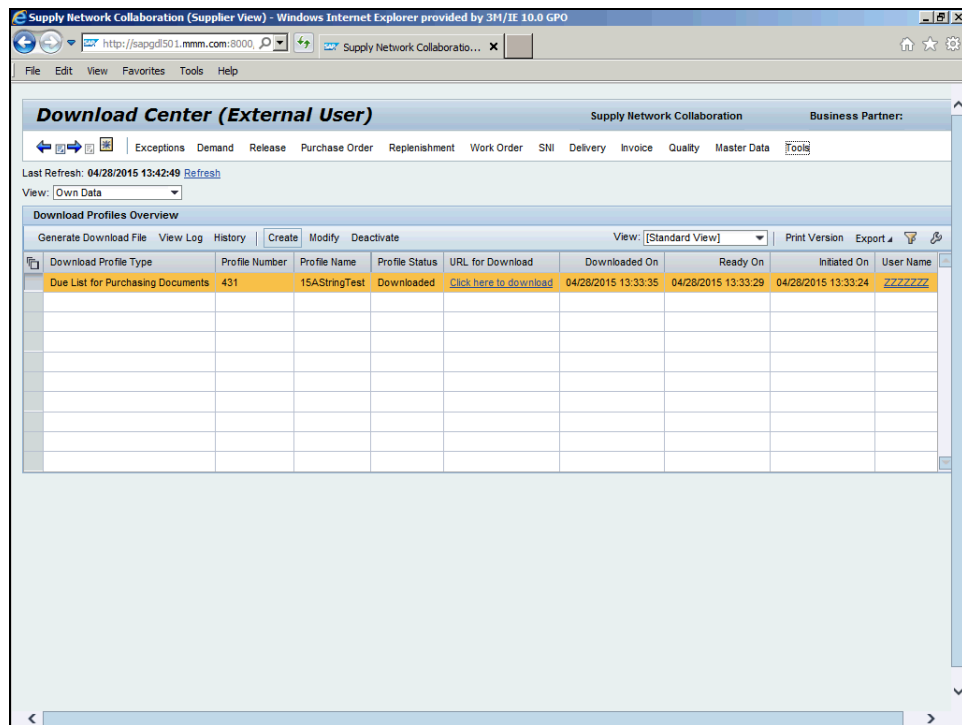 Supply Network Collaboration (Supplier View) - Windows Internet Explorer provided by 3M/IE 10.0 GPO
http://sapgdl501.mmm.com:8000, Supply Network Collaboratio... X
File Edit View Favorites Tools Help
Download Center (External User) Supply Network Collaboration Business Partner:
Exceptions Demand Release Purchase Order Replenishment Work Order SNI Delivery Invoice Quality Master Data Tools
Last Refresh: 04/28/2015 13:42:49 Refresh
View: Own Data
Download Profiles Overview
Generate Download File View Log History Create Modify Deactivate View: [Standard View] Print Version Export
Download Profile Type Profile Number Profile Name Profile Status URL for Download Downloaded On Ready On Initiated On User Name
Due List for Purchasing Documents 431 15AStringTest Downloaded Click here to download 04/28/2015 13:33:35 04/28/2015 13:33:29 04/28/2015 13:33:24 ZZZZZZZ